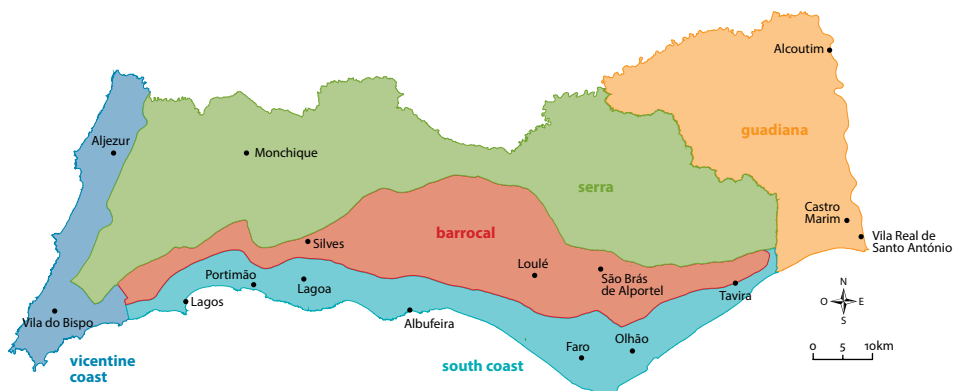 Alcoutim
guadiana
Aljezur
Monchique
serra
Castro
Marim
Vila Real de
Santo António
barrocal
Silves
Loulé
São Brás
de Alportel
Portimão
Lagoa
Tavira
Lagos
Albufeira
Vila do Bispo
N
O E
S
Olhão
Faro
vicentine
coast
south coast
0 5 10km